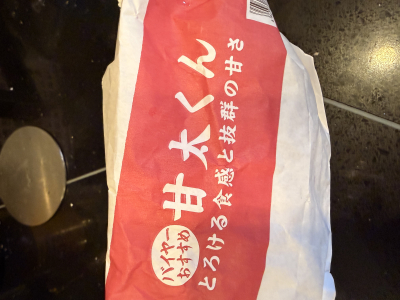 バイヤー
おすすめ
甘太くん
とろける食感と抜群の甘さ